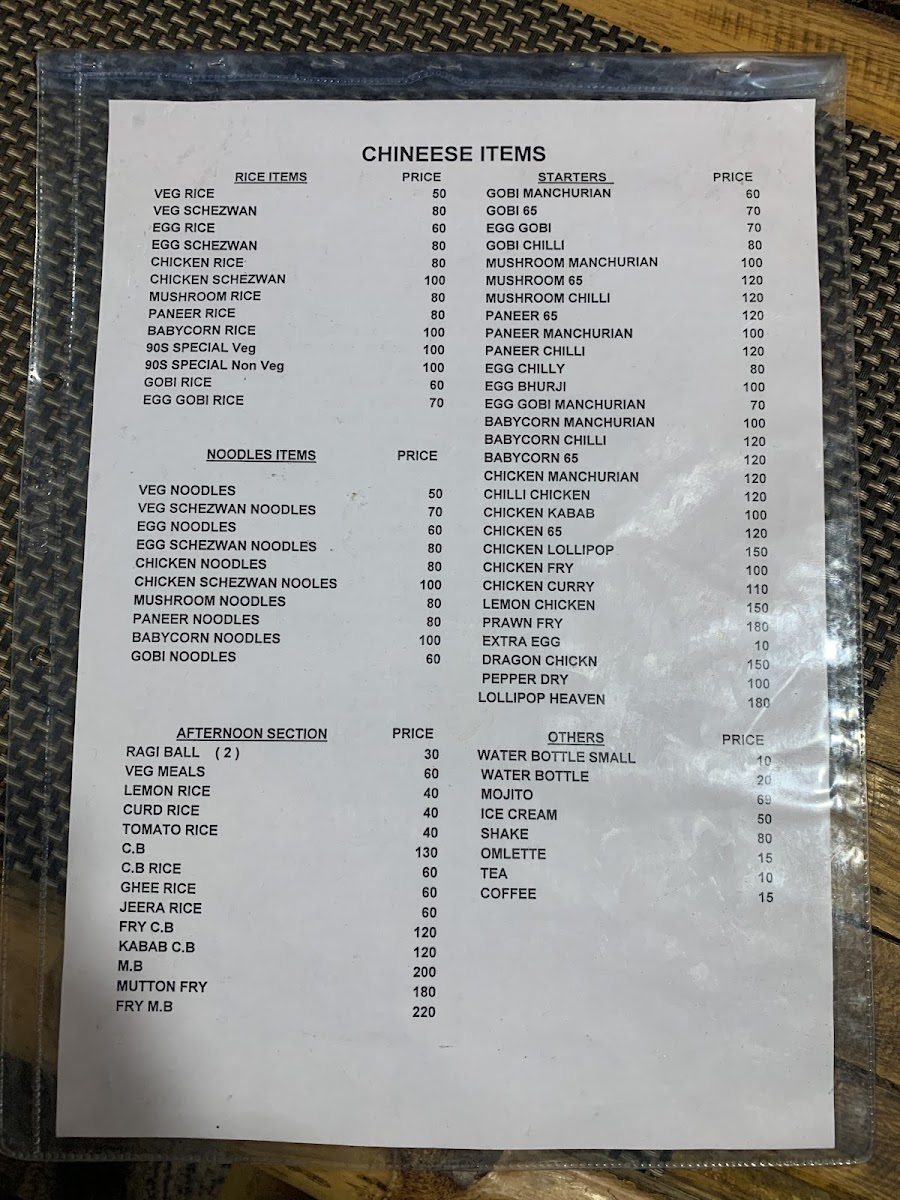 CHINEESE ITEMS
RICE ITEMS PRICE
VEG RICE 50
VEG SCHEZWAN 80
EGG RICE 60
EGG SCHEZWAN 80
CHICKEN RICE 80
CHICKEN SCHEZWAN 100
MUSHROOM RICE 80
PANEER RICE 80
BABYCORN RICE 100
90S SPECIAL Veg 100
90S SPECIAL Non Veg 100
GOBI RICE 60
EGG GOBI RICE 70
NOODLES ITEMS PRICE
VEG NOODLES 50
VEG SCHEZWAN NOODLES 70
EGG NOODLES 60
EGG SCHEZWAN NOODLES 80
CHICKEN NOODLES 80
CHICKEN SCHEZWAN NOOLES 100
MUSHROOM NOODLES 80
PANEER NOODLES 80
BABYCORN NOODLES 100
GOBI NOODLES 60
AFTERNOON SECTION PRICE
RAGI BALL ( 2 ) 30
VEG MEALS 60
LEMON RICE 40
CURD RICE 40
TOMATO RICE 40
C.B 130
C.B RICE 60
GHEE RICE 60
JEERA RICE 60
FRY C.B 120
KABAB C.B 120
M.B 200
MUTTON FRY 180
FRY M.B 220
STARTERS PRICE
GOBI MANCHURIAN 60
GOBI 65 70
EGG GOBI 70
GOBI CHILLI 80
MUSHROOM MANCHURIAN 100
MUSHROOM 65 120
MUSHROOM CHILLI 120
PANEER 65 120
PANEER MANCHURIAN 100
PANEER CHILLI 120
EGG CHILLY 80
EGG BHURJI 100
EGG GOBI MANCHURIAN 70
BABYCORN MANCHURIAN 100
BABYCORN CHILLI 120
BABYCORN 65 120
CHICKEN MANCHURIAN 120
CHILLI CHICKEN 120
CHICKEN KABAB 100
CHICKEN 65 120
CHICKEN LOLLIPOP 150
CHICKEN FRY 100
CHICKEN CURRY 110
LEMON CHICKEN 150
PRAWN FRY 180
EXTRA EGG 10
DRAGON CHICKN 150
PEPPER DRY 100
LOLLIPOP HEAVEN 180
OTHERS PRICE
WATER BOTTLE SMALL 10
WATER BOTTLE 20
MOJITO 69
ICE CREAM 50
SHAKE 80
OMLETTE 15
TEA 10
COFFEE 15